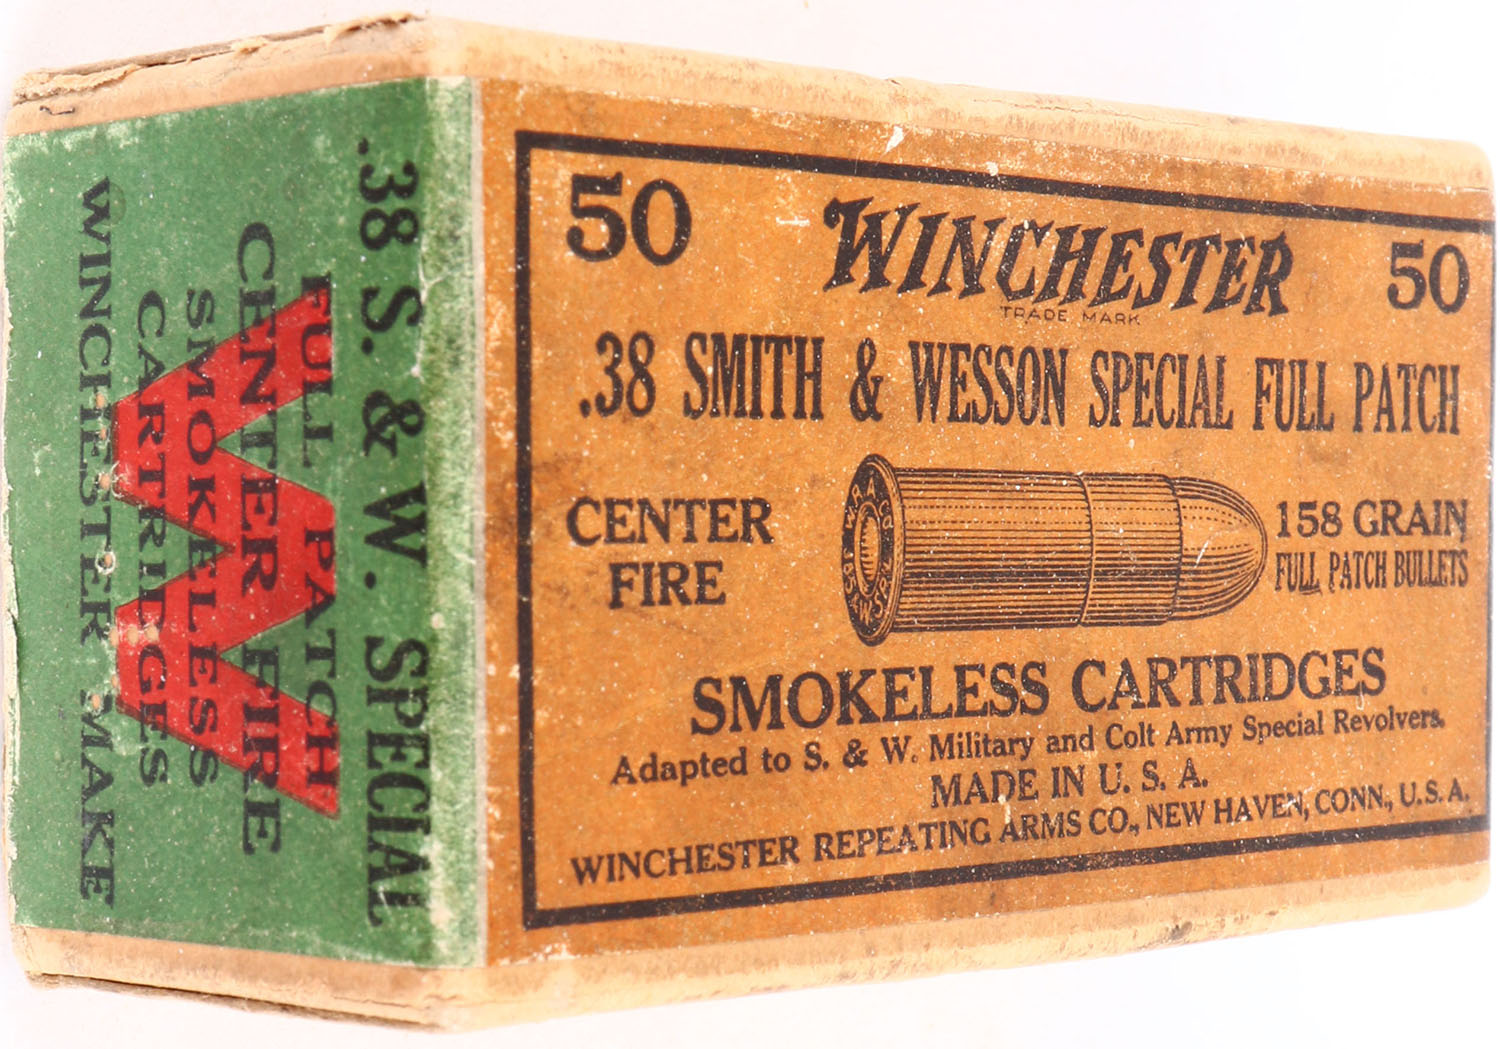 50 WINCHESTER 50
TRADE MARK
.38 SMITH & WESSON SPECIAL FULL PATCH
CENTER
FIRE
158 GRAIN
FULL PATCH BULLETS
SMOKELESS CARTRIDGES
Adapted to S. & W. Military and Colt Army Special Revolvers.
MADE IN U. S. A.
WINCHESTER REPEATING ARMS CO., NEW HAVEN, CONN., U.S.A.
.38 S. & W. SPECIAL
FULL PATCH
CENTER FIRE
SMOKELESS
CARTRIDGES
WINCHESTER MAKE
W